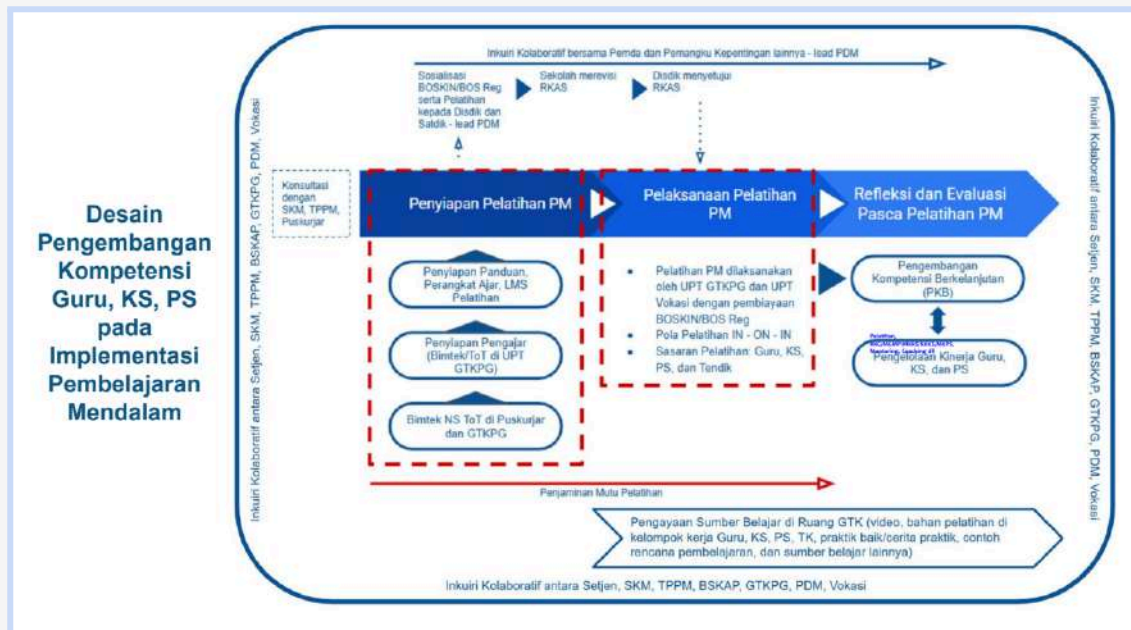 Desain
Pengembangan
Kompetensi
Guru, KS, PS
pada
Implementasi
Pembelajaran
Mendalam
Inkuiri Kolaboratif antara Setjen, SKM, TPPM, BSKAP, GTKPG, PDM, Vokasi
Inkuiri Kolaboratif bersama Pemda dan Pemangku Kepentingan lainnya - lead PDM
Sosialisasi
BOSKIN/BOS Reg
serta Pelatihan
kepada Disdik dan
Satdik - lead PDM
Sekolah merevisi
RKAS
Disdik menyetujui
RKAS
Konsultasi
dengan
SKM, TPPM,
Puskurjar
Penyiapan Pelatihan PM
Pelaksanaan Pelatihan
PM
Refleksi dan Evaluasi
Pasca Pelatihan PM
Penyiapan Panduan,
Perangkat Ajar, LMS
Pelatihan
Penyiapan Pengajar
(Bimtek/ToT di UPT
GTKPG)
Bimtek NS ToT di Puskurjar
dan GTKPG
• Pelatihan PM dilaksanakan
oleh UPT GTKPG dan UPT
Vokasi dengan pembiayaan
BOSKIN/BOS Reg
• Pola Pelatihan IN - ON - IN
• Sasaran Pelatihan: Guru, KS,
PS, dan Tendik
Pengembangan
Kompetensi Berkelanjutan
(PKB)
Pelatihan,
Pengelolaan Kinerja Guru,
KS, dan PS
Penjaminan Mutu Pelatihan
Pengayaan Sumber Belajar di Ruang GTK (video, bahan pelatihan di
kelompok kerja Guru, KS, PS, TK, praktik baik/cerita praktik, contoh
rencana pembelajaran, dan sumber belajar lainnya)
Inkuiri Kolaboratif antara Setjen, SKM, TPPM, BSKAP, GTKPG, PDM, Vokasi
Inkuiri Kolaboratif antara Setjen, SKM, TPPM, BSKAP, GTKPG, PDM, Vokasi